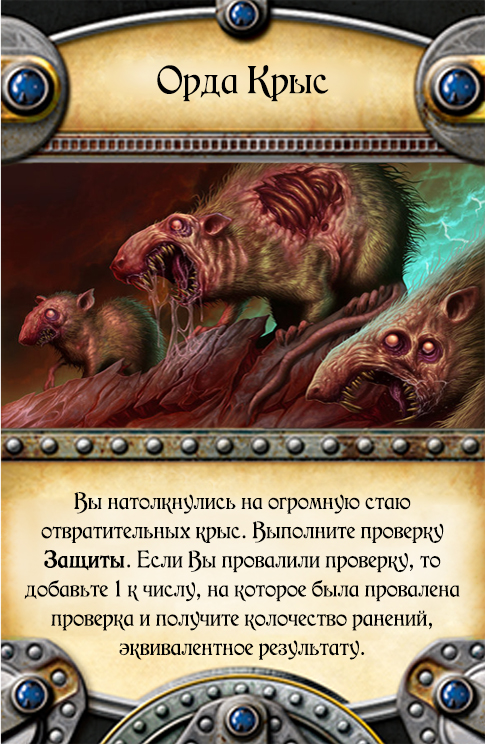 Орда Крыс
Вы натолкнулись на огромную стаю
отвратительных крыс. Выполните проверку
Защиты. Если Вы провалили проверку, то
добавьте 1 к числу, на которое была провалена
проверка и получите колочество ранений,
эквивалентное результату.